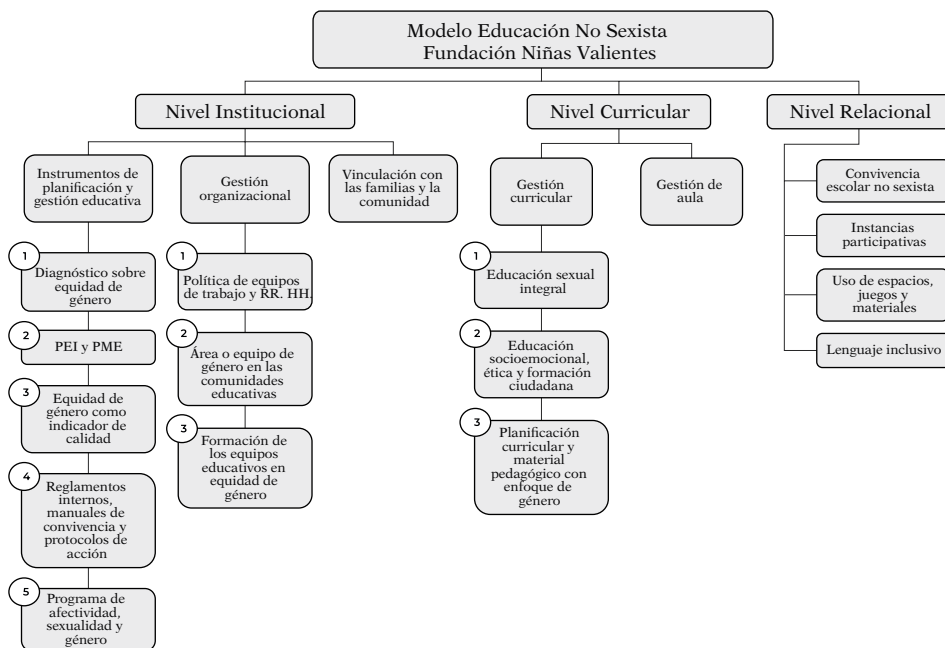 Modelo Educación No Sexista
Fundación Niñas Valientes
Nivel Institucional
Nivel Curricular
Nivel Relacional
Instrumentos de
planificación y
gestión educativa
Gestión
organizacional
Vinculación con
las familias y la
comunidad
Gestión
curricular
Gestión de
aula
Convivencia
escolar no sexista
Instancias
participativas
Uso de espacios,
juegos y
materiales
Lenguaje inclusivo
1
Diagnóstico sobre
equidad de
género
2
PEI y PME
3
Equidad de
género como
indicador de
calidad
4
Reglamentos
internos,
manuales de
convivencia y
protocolos de
acción
5
Programa de
afectividad,
sexualidad y
género
1
Política de equipos
de trabajo y RR. HH.
2
Área o equipo de
género en las
comunidades
educativas
3
Formación de
los equipos
educativos en
equidad de
género
1
Educación sexual
integral
2
Educación
socioemocional,
ética y formación
ciudadana
3
Planificación
curricular y
material
pedagógico con
enfoque de
género